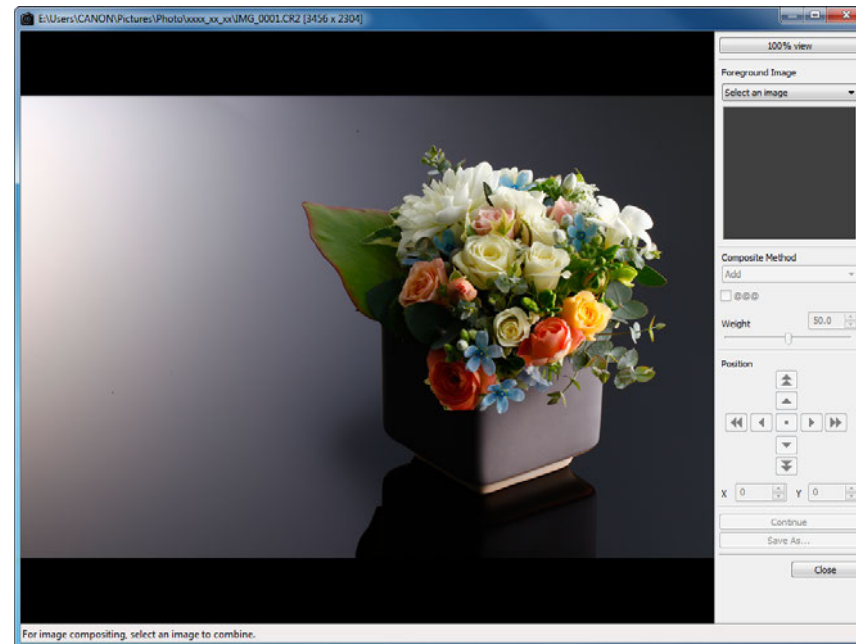 E:\Users\CANON\Pictures\Photo\xxxx_xx_xx\IMG_0001.CR2 [3456 x 2304]
100% view
Foreground Image
Select an image
Composite Method
Add
@@@
Weight 50.0
Position
X 0 Y 0
Continue
Save As...
Close
For image compositing, select an image to combine.